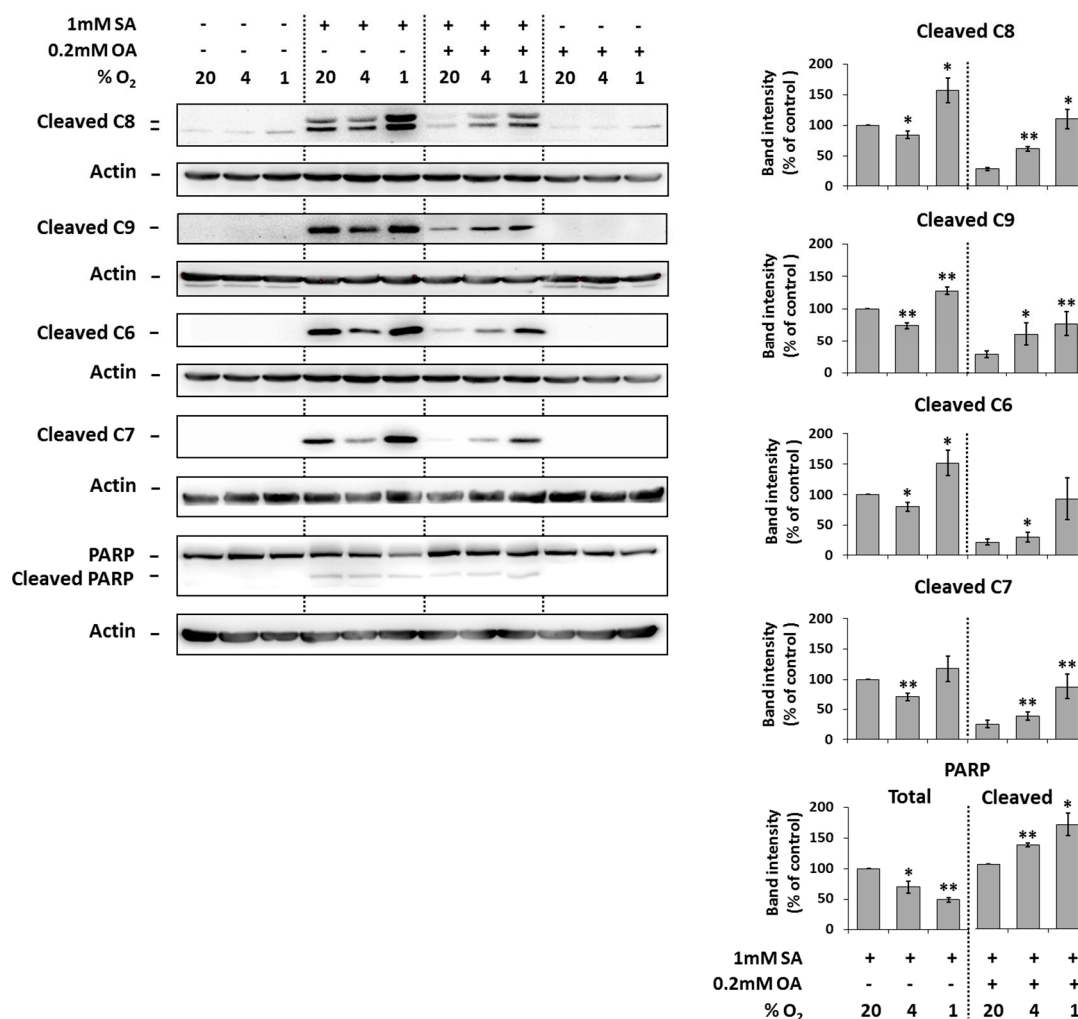 1mM SA - - - + + + + + + - - -
0.2mM OA - - - - - - + + + + + +
% O₂ 20 4 1 20 4 1 20 4 1 20 4 1
Cleaved C8
Actin
Cleaved C9
Actin
Cleaved C6
Actin
Cleaved C7
Actin
PARP
Cleaved PARP
Actin
Cleaved C8
Band intensity
(% of control )
200
150
100
50
0
* * ** *
Cleaved C9
Band intensity
(% of control )
200
150
100
50
0
** ** * **
Cleaved C6
Band intensity
(% of control )
200
150
100
50
0
* * *
Cleaved C7
Band intensity
(% of control )
200
150
100
50
0
** ** **
PARP
Total Cleaved
Band intensity
(% of control)
200
150
100
50
0
* ** ** *
1mM SA + + + + + +
0.2mM OA - - - + + +
% O₂ 20 4 1 20 4 1